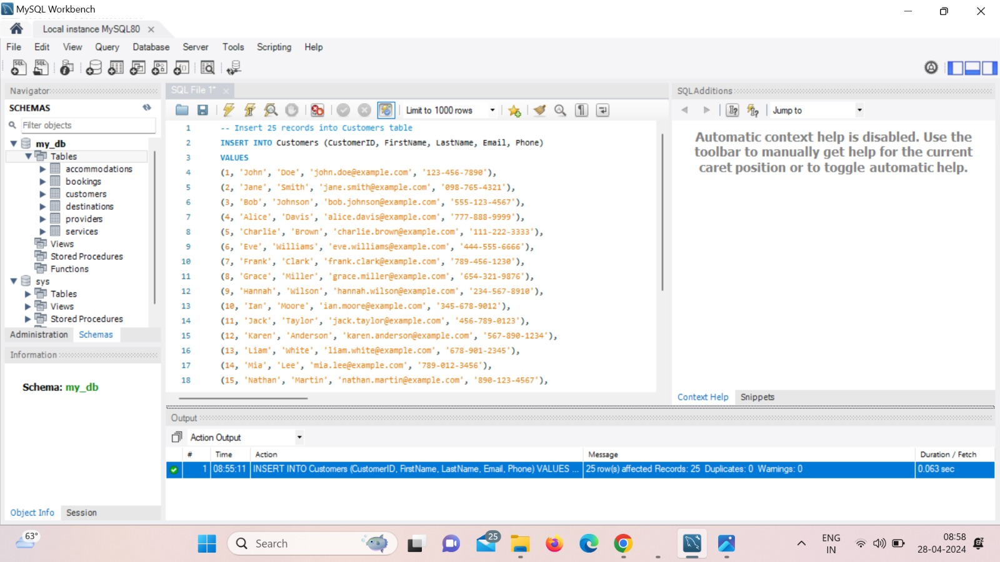 MySQL Workbench
Local instance MySQL80
File Edit View Query Database Server Tools Scripting Help
Navigator
SCHEMAS
Filter objects
my_db
Tables
accommodations
bookings
customers
destinations
providers
services
Views
Stored Procedures
Functions
sys
Tables
Views
Stored Procedures
Administration Schemas
Information
Schema: my_db
Object Info Session
SQL File 1*
Limit to 1000 rows
1 -- Insert 25 records into Customers table
2 INSERT INTO Customers (CustomerID, FirstName, LastName, Email, Phone)
3 VALUES
4 (1, 'John', 'Doe', 'john.doe@example.com', '123-456-7890'),
5 (2, 'Jane', 'Smith', 'jane.smith@example.com', '098-765-4321'),
6 (3, 'Bob', 'Johnson', 'bob.johnson@example.com', '555-123-4567'),
7 (4, 'Alice', 'Davis', 'alice.davis@example.com', '777-888-9999'),
8 (5, 'Charlie', 'Brown', 'charlie.brown@example.com', '111-222-3333'),
9 (6, 'Eve', 'Williams', 'eve.williams@example.com', '444-555-6666'),
10 (7, 'Frank', 'Clark', 'frank.clark@example.com', '789-456-1230'),
11 (8, 'Grace', 'Miller', 'grace.miller@example.com', '654-321-9876'),
12 (9, 'Hannah', 'Wilson', 'hannah.wilson@example.com', '234-567-8910'),
13 (10, 'Ian', 'Moore', 'ian.moore@example.com', '345-678-9012'),
14 (11, 'Jack', 'Taylor', 'jack.taylor@example.com', '456-789-0123'),
15 (12, 'Karen', 'Anderson', 'karen.anderson@example.com', '567-890-1234'),
16 (13, 'Liam', 'White', 'liam.white@example.com', '678-901-2345'),
17 (14, 'Mia', 'Lee', 'mia.lee@example.com', '789-012-3456'),
18 (15, 'Nathan', 'Martin', 'nathan.martin@example.com', '890-123-4567'),
SQLAdditions
Jump to
Automatic context help is disabled. Use the
toolbar to manually get help for the current
caret position or to toggle automatic help.
Context Help Snippets
Output
Action Output
# Time Action Message Duration / Fetch
1 08:55:11 INSERT INTO Customers (CustomerID, FirstName, LastName, Email, Phone) VALUES ... 25 row(s) affected Records: 25 Duplicates: 0 Warnings: 0 0.063 sec
63°
Search
25
ENG
IN
08:58
28-04-2024